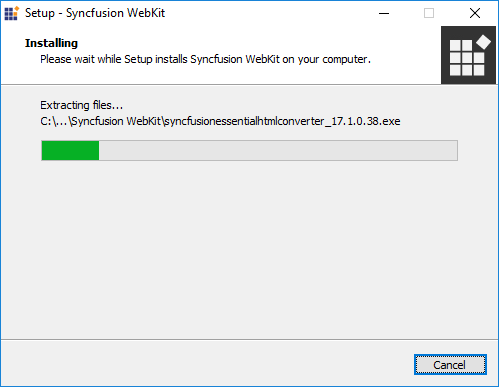 Setup - Syncfusion WebKit
Installing
Please wait while Setup installs Syncfusion WebKit on your computer.
Extracting files...
C:\...\Syncfusion WebKit\syncfusionessentialhtmlconverter_17.1.0.38.exe
Cancel